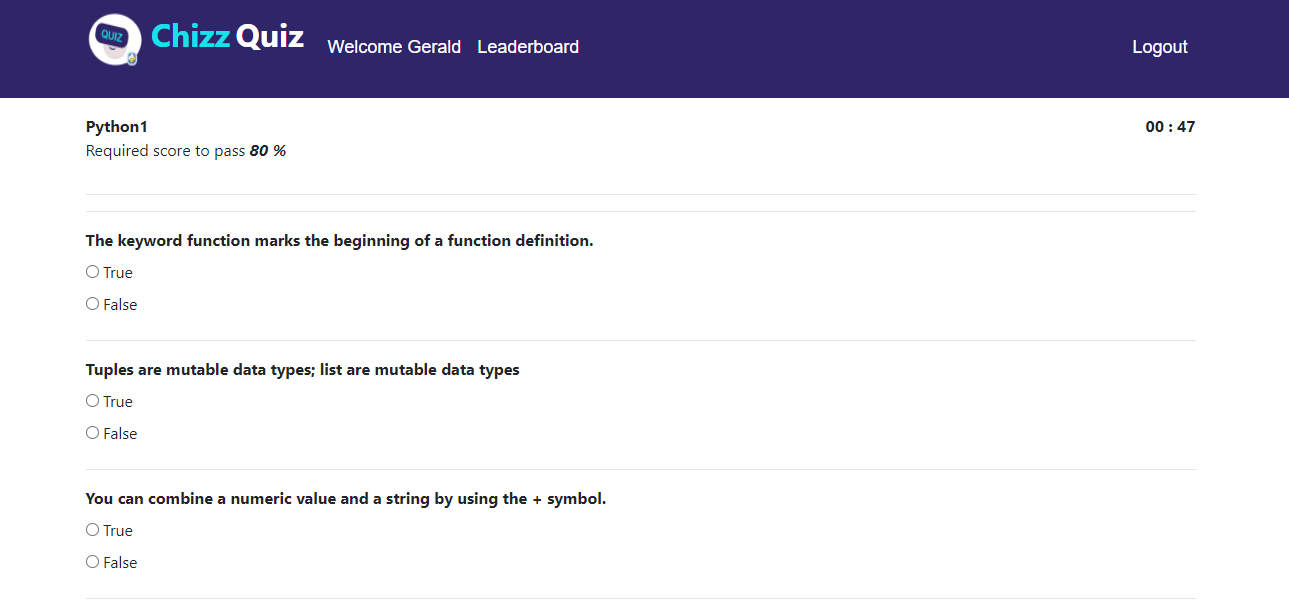 QUIZ
Chizz Quiz
Welcome Gerald
Leaderboard
Logout
Python1
00 : 47
Required score to pass 80 %
The keyword function marks the beginning of a function definition.
True
False
Tuples are mutable data types; list are mutable data types
True
False
You can combine a numeric value and a string by using the + symbol.
True
False